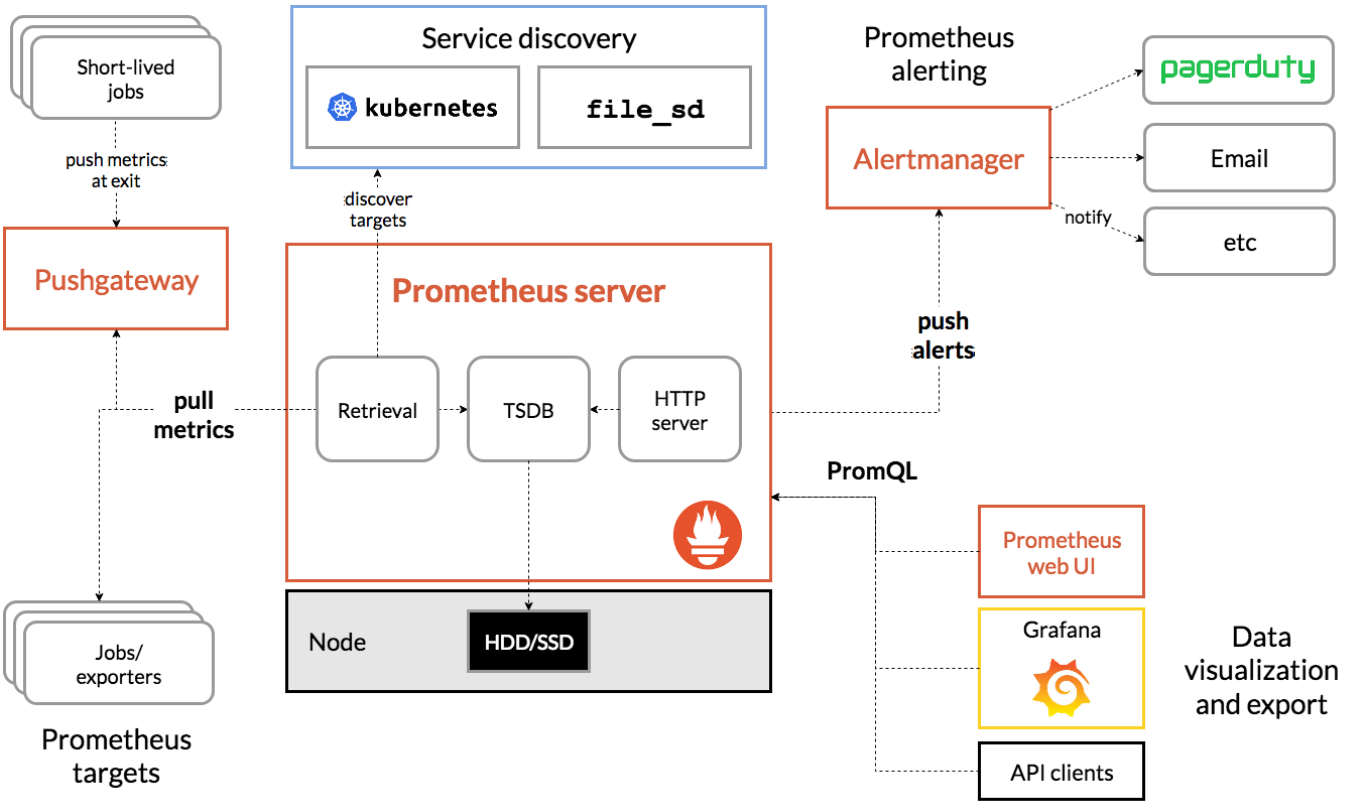 Short-lived
jobs
push metrics
at exit
Pushgateway
Service discovery
kubernetes
file_sd
discover
targets
Prometheus
alerting
Alertmanager
pagerduty
Email
notify
etc
Prometheus server
Retrieval
TSDB
HTTP
server
pull
metrics
push
alerts
PromQL
Node
HDD/SSD
Jobs/
exporters
Prometheus
targets
Prometheus
web UI
Grafana
API clients
Data
visualization
and export